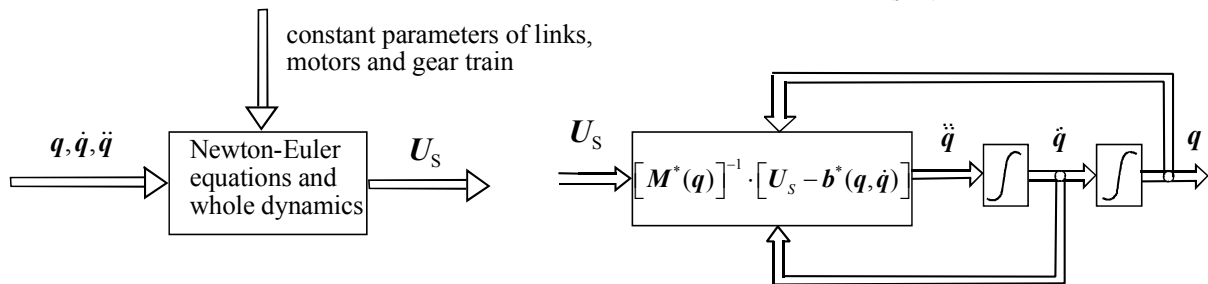 constant parameters of links,
motors and gear train
q, q̇, q̈
Newton-Euler
equations and
whole dynamics
U_S
U_S
[M*(q)]⁻¹ · [U_S − b*(q, q̇)]
q̈
∫
q̇
∫
q